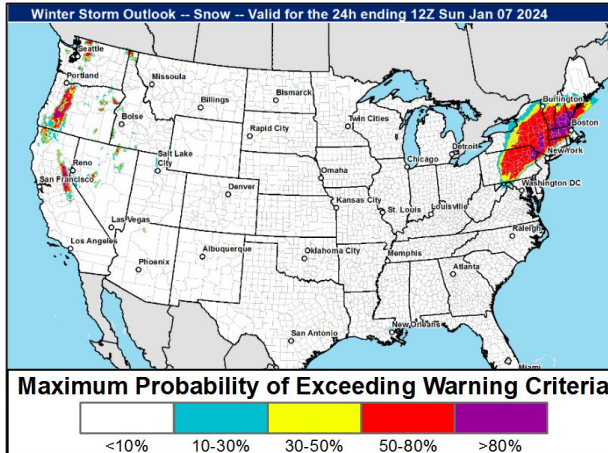 Winter Storm Outlook -- Snow -- Valid for the 24h ending 12Z Sun Jan 07 2024
Seattle
Portland
Missoula
Billings
Bismarck
Twin Cities
Burlington
Boston
Boise
Rapid City
Detroit
New York
Chicago
Reno
Salt Lake
City
Omaha
San Francisco
Denver
Kansas City
St. Louis
Louisville
Washington DC
Las Vegas
Raleigh
Los Angeles
Albuquerque
Oklahoma City
Memphis
Phoenix
Atlanta
San Antonio
New Orleans
Miami
Maximum Probability of Exceeding Warning Criteria
<10% 10-30% 30-50% 50-80% >80%